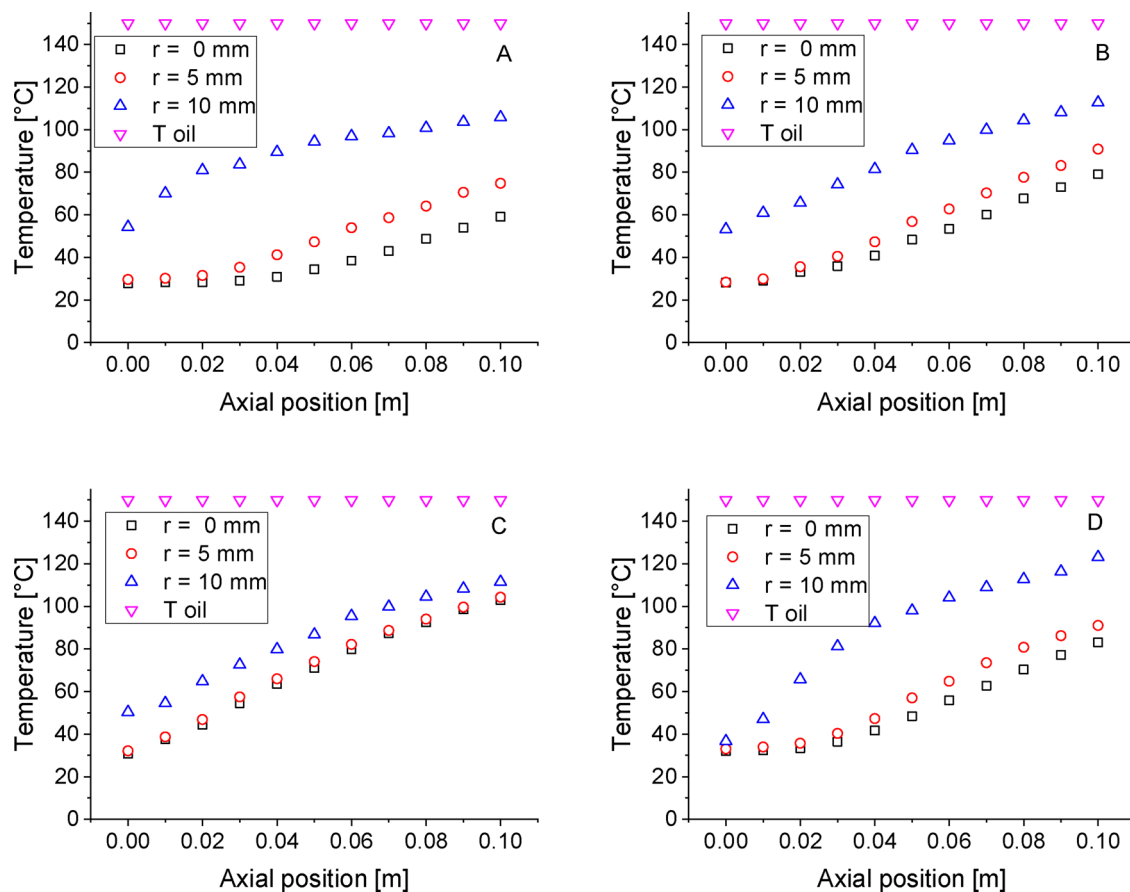 A
r = 0 mm
r = 5 mm
r = 10 mm
T oil
Temperature [°C]
140
120
100
80
60
40
20
0
0.00 0.02 0.04 0.06 0.08 0.10
Axial position [m]
B
r = 0 mm
r = 5 mm
r = 10 mm
T oil
Temperature [°C]
140
120
100
80
60
40
20
0
0.00 0.02 0.04 0.06 0.08 0.10
Axial position [m]
C
r = 0 mm
r = 5 mm
r = 10 mm
T oil
Temperature [°C]
140
120
100
80
60
40
20
0
0.00 0.02 0.04 0.06 0.08 0.10
Axial position [m]
D
r = 0 mm
r = 5 mm
r = 10 mm
T oil
Temperature [°C]
140
120
100
80
60
40
20
0
0.00 0.02 0.04 0.06 0.08 0.10
Axial position [m]